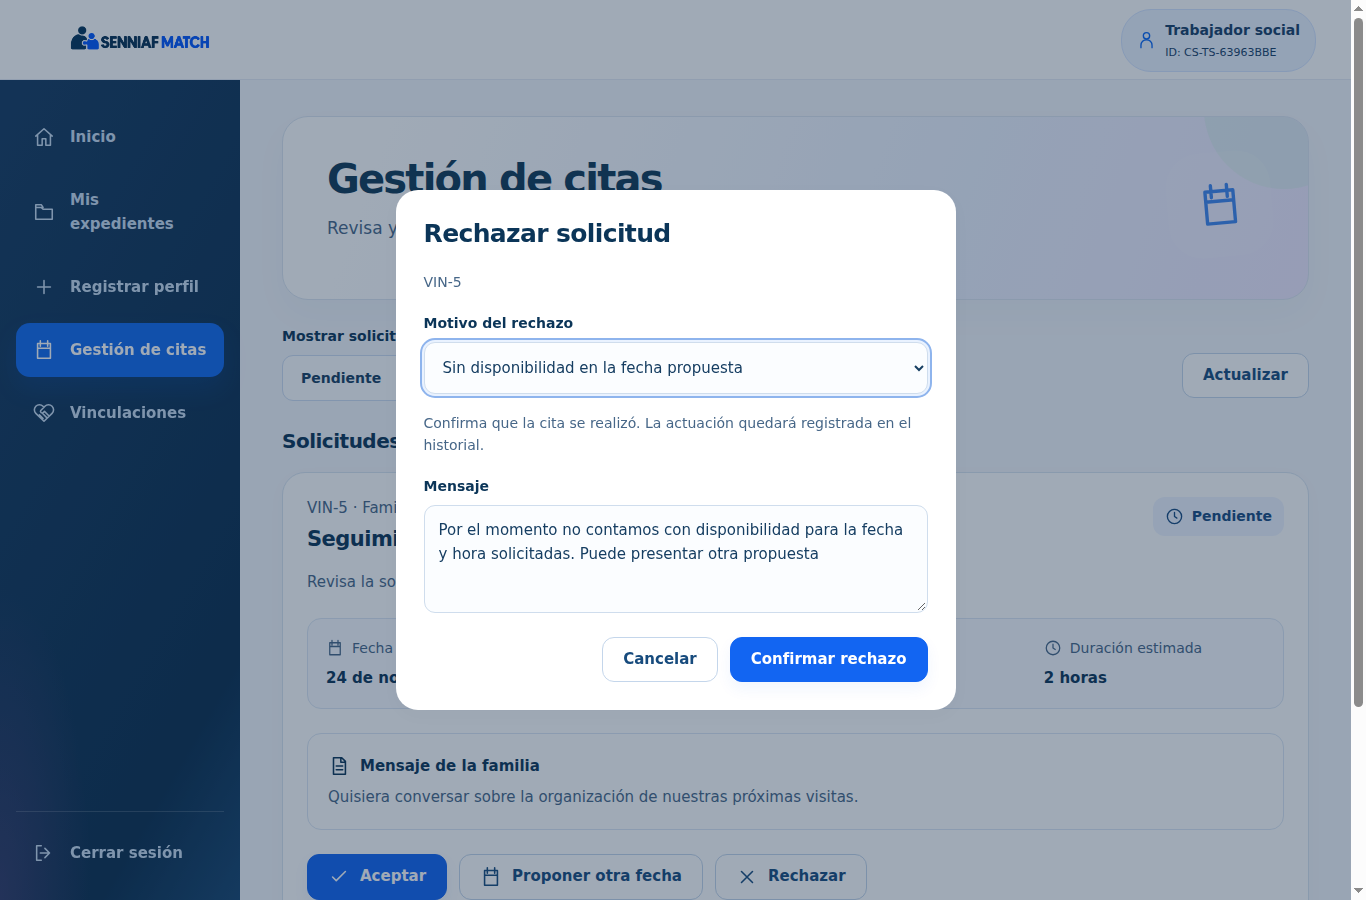 SENNIAF MATCH
Trabajador social
ID: CS-TS-63963BBE
Inicio
Mis
expedientes
Registrar perfil
Gestión de citas
Vinculaciones
Cerrar sesión
Gestión de citas
Revisa y
Mostrar solicit
Pendiente
Actualizar
Solicitudes
VIN-5 · Fami
Pendiente
Seguimi
Revisa la so
Fecha
24 de no
Duración estimada
2 horas
Mensaje de la familia
Quisiera conversar sobre la organización de nuestras próximas visitas.
Aceptar
Proponer otra fecha
Rechazar
Rechazar solicitud
VIN-5
Motivo del rechazo
Sin disponibilidad en la fecha propuesta
Confirma que la cita se realizó. La actuación quedará registrada en el
historial.
Mensaje
Por el momento no contamos con disponibilidad para la fecha
y hora solicitadas. Puede presentar otra propuesta
Cancelar
Confirmar rechazo